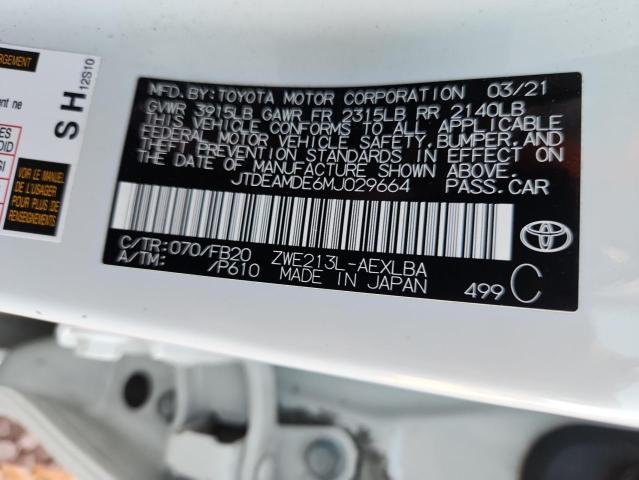 MFD. BY: TOYOTA MOTOR CORPORATION 03/21
GVWR 3915LB GAWR FR 2315LB RR 2140LB
THIS VEHICLE CONFORMS TO ALL APPLICABLE
FEDERAL MOTOR VEHICLE SAFETY, BUMPER, AND
THEFT PREVENTION STANDARDS IN EFFECT ON
THE DATE OF MANUFACTURE SHOWN ABOVE.
JTDEAMDE6MJ029664 PASS.CAR
C/TR: 070/FB20 ZWE213L-AEXLBA
A/TM: /P610 MADE IN JAPAN 499 C
TOYOTA
SH
12S10
VOIR LE MANUEL
DE L'USAGER
POUR PLUS DE
RENSEIGNEMENTS